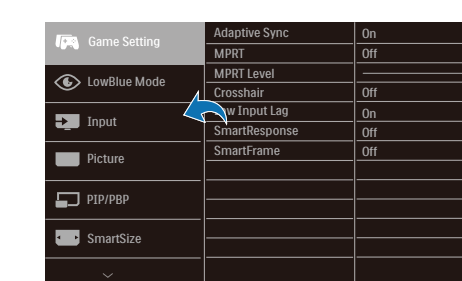 Game Setting
LowBlue Mode
Input
Picture
PIP/PBP
SmartSize
Adaptive Sync On
MPRT Off
MPRT Level
Crosshair Off
Input Lag On
SmartResponse Off
SmartFrame Off